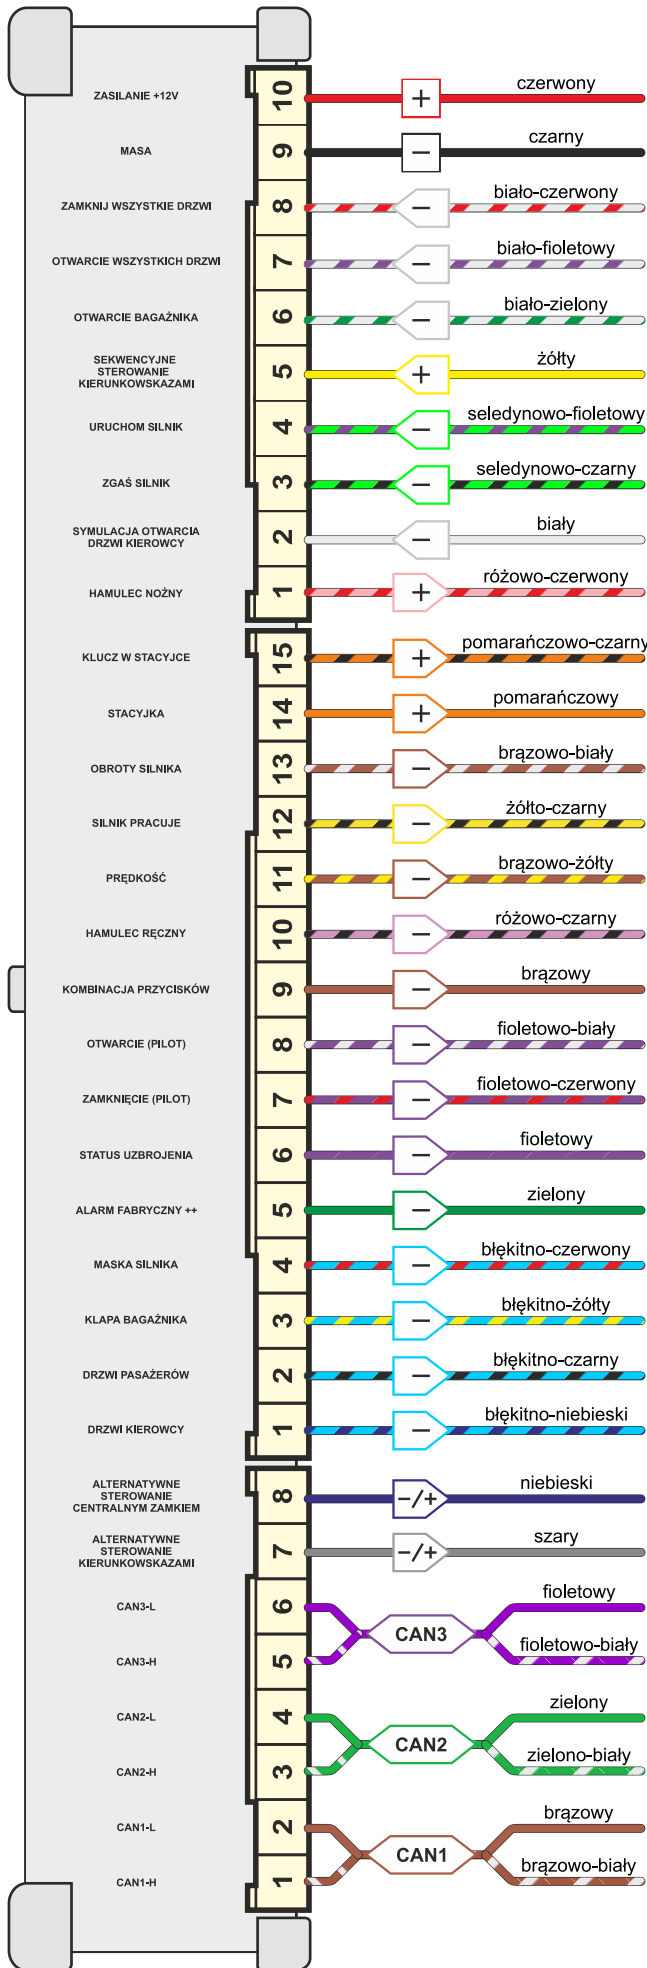 ZASILANIE +12V 10 + czerwony
MASA 9 − czarny
ZAMKNIJ WSZYSTKIE DRZWI 8 − biało-czerwony
OTWARCIE WSZYSTKICH DRZWI 7 − biało-fioletowy
OTWARCIE BAGAŻNIKA 6 − biało-zielony
SEKWENCYJNE
STEROWANIE
KIERUNKOWSKAZAMI
5 + żółty
URUCHOM SILNIK 4 − seledynowo-fioletowy
ZGAŚ SILNIK 3 − seledynowo-czarny
SYMULACJA OTWARCIA
DRZWI KIEROWCY
2 − biały
HAMULEC NOŻNY 1 + różowo-czerwony
KLUCZ W STACYJCE 15 + pomarańczowo-czarny
STACYJKA 14 + pomarańczowy
OBROTY SILNIKA 13 − brązowo-biały
SILNIK PRACUJE 12 − żółto-czarny
PRĘDKOŚĆ 11 − brązowo-żółty
HAMULEC RĘCZNY 10 − różowo-czarny
KOMBINACJA PRZYCISKÓW 9 − brązowy
OTWARCIE (PILOT) 8 − fioletowo-biały
ZAMKNIĘCIE (PILOT) 7 − fioletowo-czerwony
STATUS UZBROJENIA 6 − fioletowy
ALARM FABRYCZNY ++ 5 − zielony
MASKA SILNIKA 4 − błękitno-czerwony
KLAPA BAGAŻNIKA 3 − błękitno-żółty
DRZWI PASAŻERÓW 2 − błękitno-czarny
DRZWI KIEROWCY 1 − błękitno-niebieski
ALTERNATYWNE
STEROWANIE
CENTRALNYM ZAMKIEM
8 −/+ niebieski
ALTERNATYWNE
STEROWANIE
KIERUNKOWSKAZAMI
7 −/+ szary
CAN3-L 6 fioletowy
CAN3
CAN3-H 5 fioletowo-biały
CAN2-L 4 zielony
CAN2
CAN2-H 3 zielono-biały
CAN1-L 2 brązowy
CAN1
CAN1-H 1 brązowo-biały